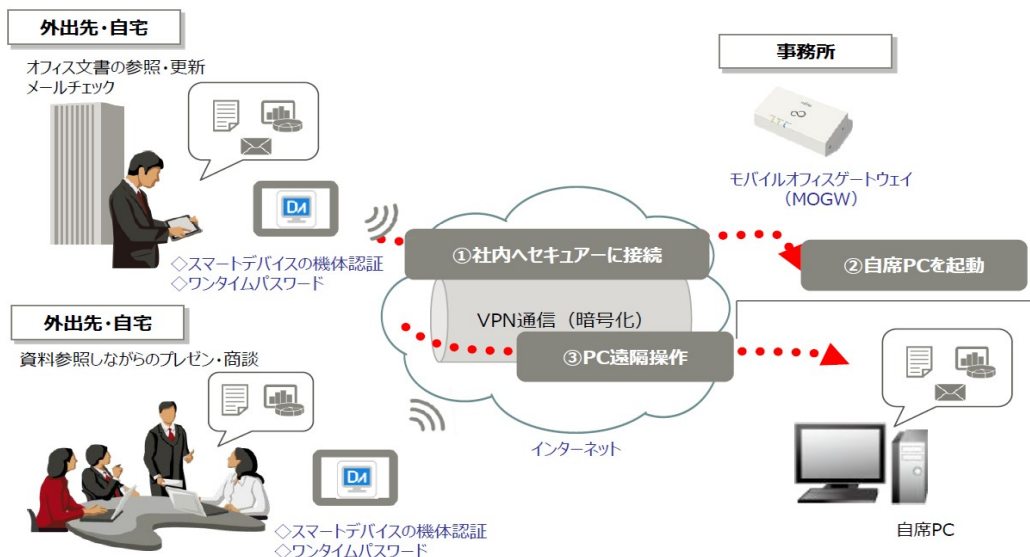 外出先・自宅
オフィス文書の参照・更新
メールチェック
DA
◇スマートデバイスの機体認証
◇ワンタイムパスワード
外出先・自宅
資料参照しながらのプレゼン・商談
DA
◇スマートデバイスの機体認証
◇ワンタイムパスワード
①社内へセキュアーに接続
VPN通信（暗号化）
③PC遠隔操作
インターネット
事務所
モバイルオフィスゲートウェイ
（MOGW）
②自席PCを起動
自席PC